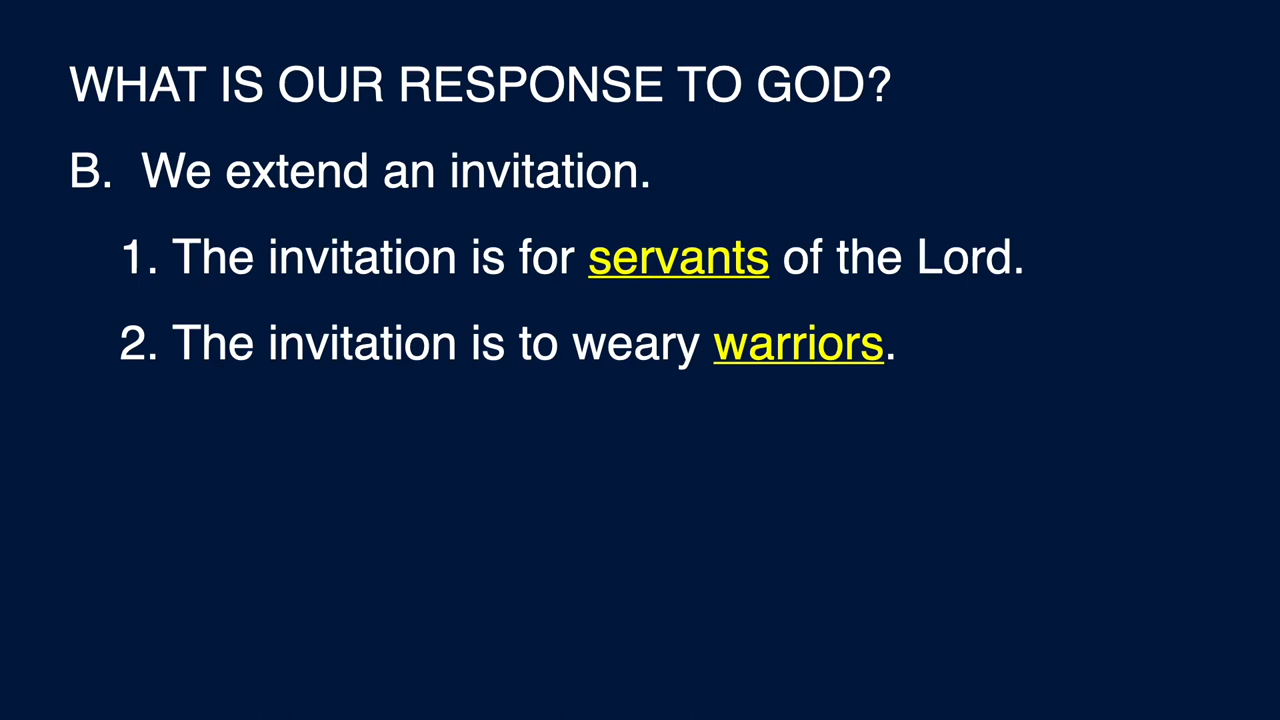 WHAT IS OUR RESPONSE TO GOD?
B. We extend an invitation.
1. The invitation is for servants of the Lord.
2. The invitation is to weary warriors.